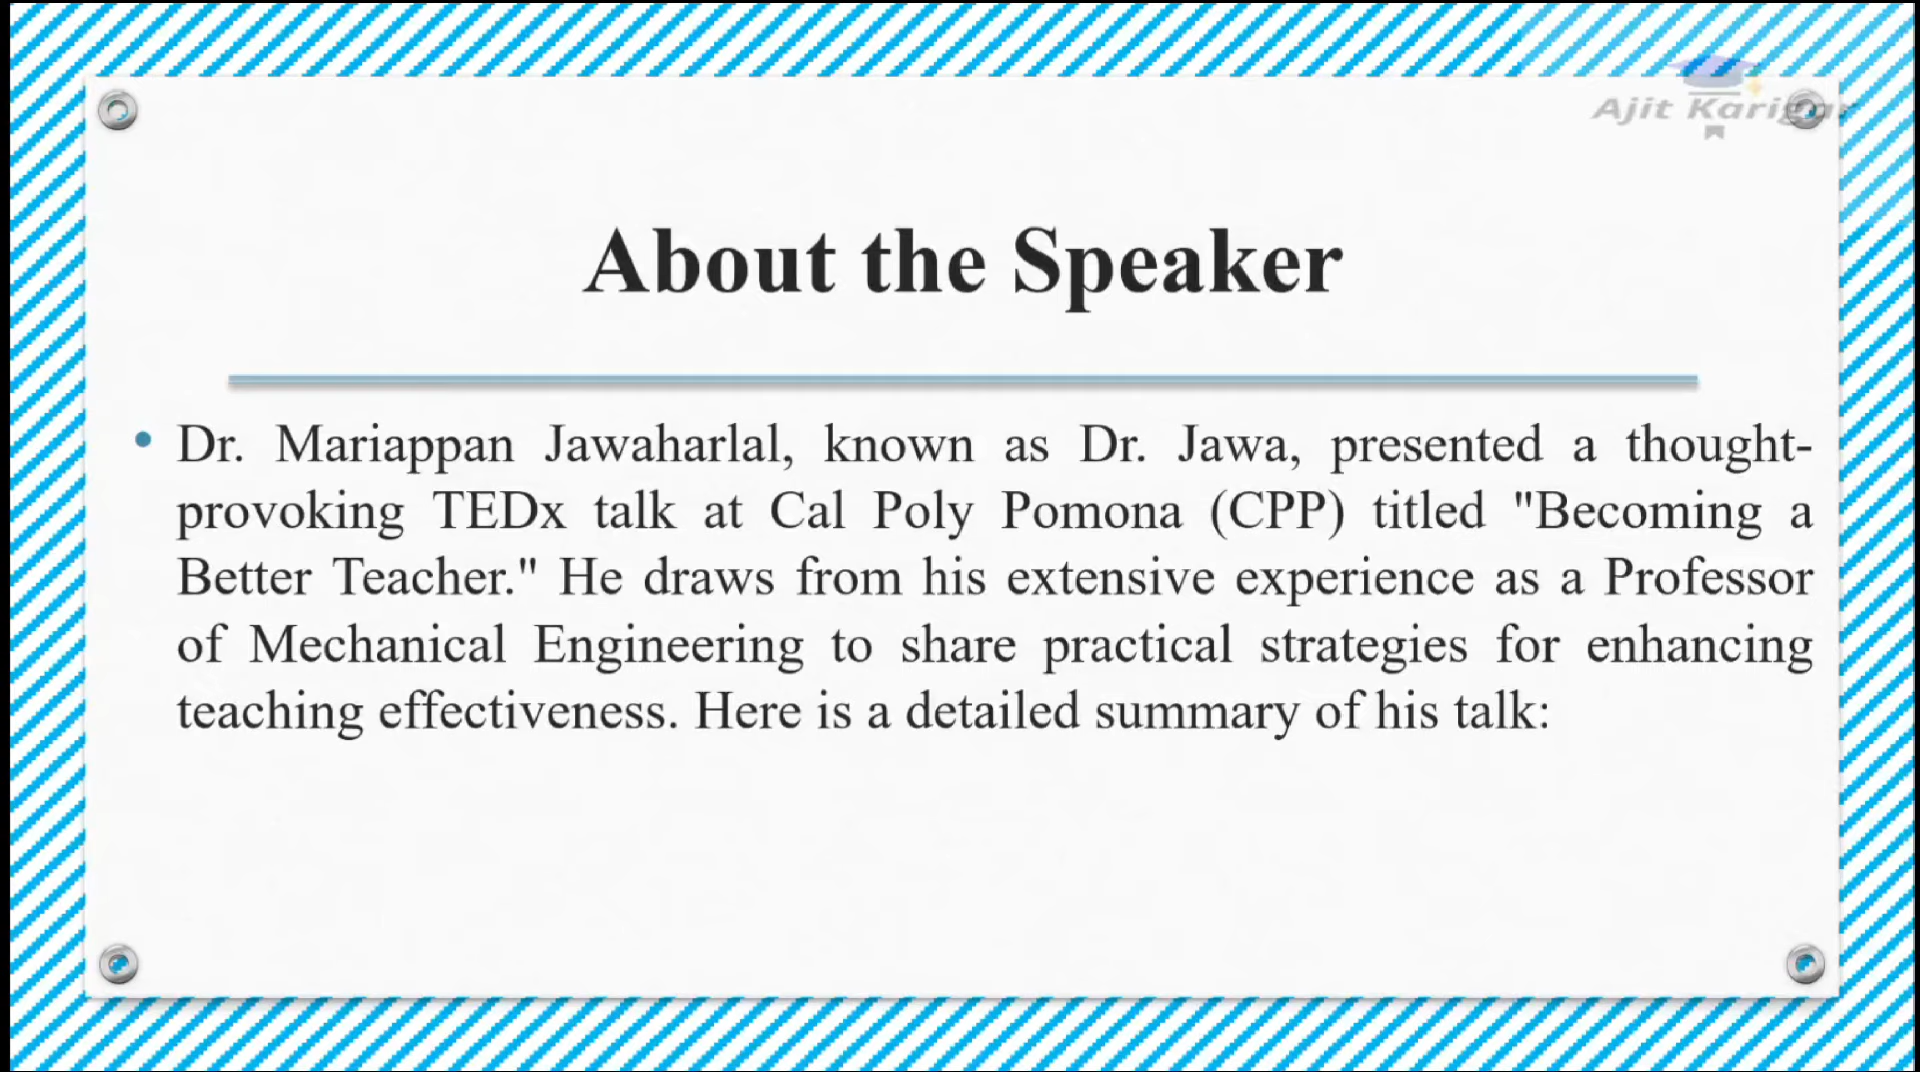 Ajit Karigar
About the Speaker
• Dr. Mariappan Jawaharlal, known as Dr. Jawa, presented a thought-
provoking TEDx talk at Cal Poly Pomona (CPP) titled "Becoming a
Better Teacher." He draws from his extensive experience as a Professor
of Mechanical Engineering to share practical strategies for enhancing
teaching effectiveness. Here is a detailed summary of his talk: